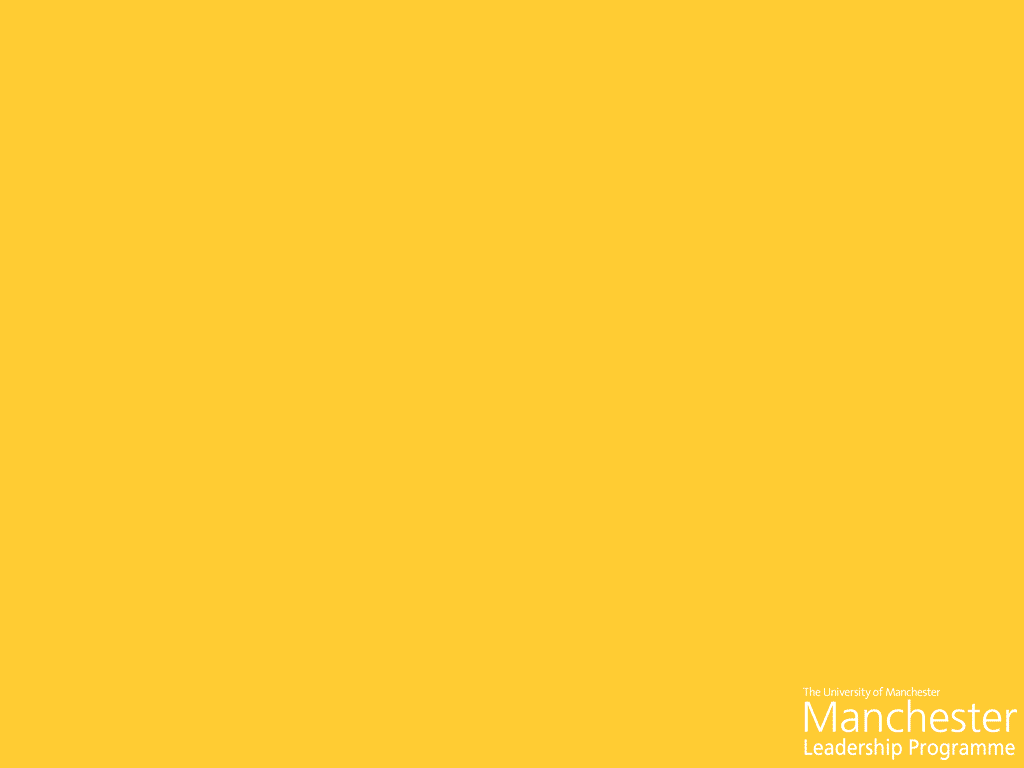 The University of Manchester
Manchester
Leadership Programme